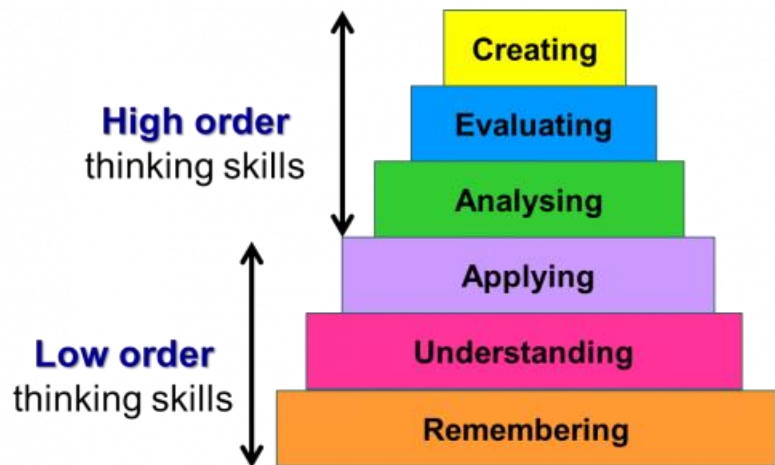 Creating
Evaluating
Analysing
Applying
Understanding
Remembering
High order
thinking skills
Low order
thinking skills